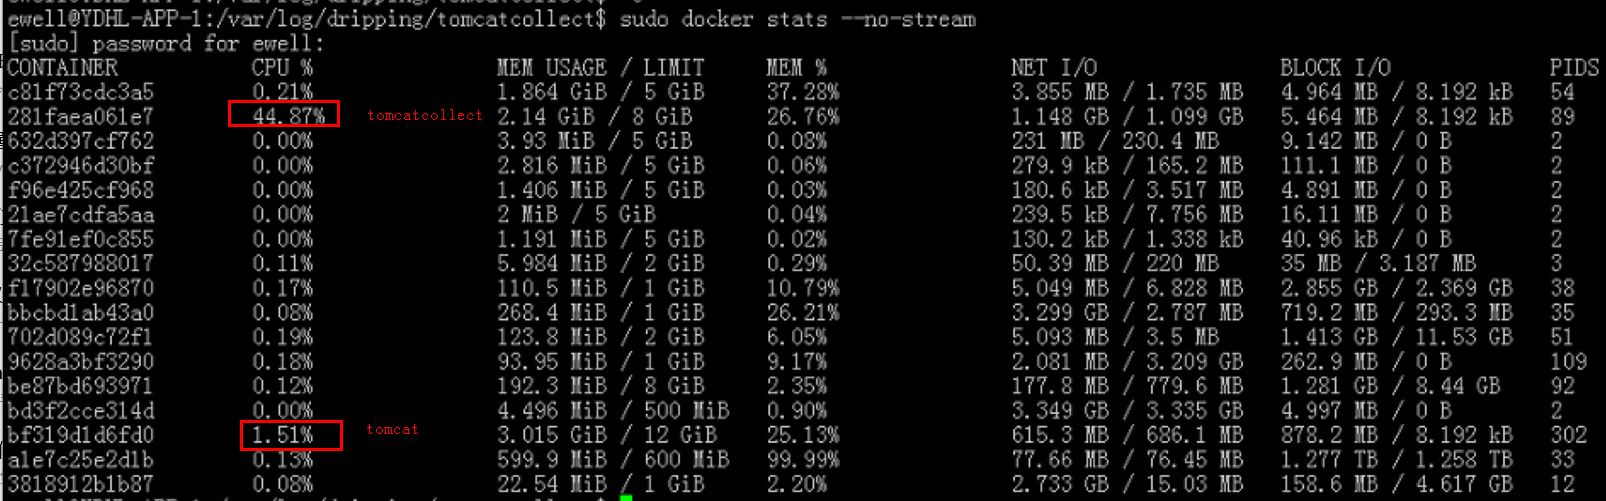 ewell@YDHL-APP-1:/var/log/dripping/tomcatcollect$ sudo docker stats --no-stream
[sudo] password for ewell:
CONTAINER CPU % MEM USAGE / LIMIT MEM % NET I/O BLOCK I/O PIDS
c81f73cdc3a5 0.21% 1.864 GiB / 5 GiB 37.28% 3.855 MB / 1.735 MB 4.964 MB / 8.192 kB 54
281faea061e7 44.87% tomcatcollect 2.14 GiB / 8 GiB 26.76% 1.148 GB / 1.099 GB 5.464 MB / 8.192 kB 89
632d397cf762 0.00% 3.93 MiB / 5 GiB 0.08% 231 MB / 230.4 MB 9.142 MB / 0 B 2
c372946d30bf 0.00% 2.816 MiB / 5 GiB 0.06% 279.9 kB / 165.2 MB 111.1 MB / 0 B 2
f96e425cf968 0.00% 1.406 MiB / 5 GiB 0.03% 180.6 kB / 3.517 MB 4.891 MB / 0 B 2
21ae7cdfa5aa 0.00% 2 MiB / 5 GiB 0.04% 239.5 kB / 7.756 MB 16.11 MB / 0 B 2
7fe91ef0c855 0.00% 1.191 MiB / 5 GiB 0.02% 130.2 kB / 1.338 kB 40.96 kB / 0 B 2
32c587988017 0.11% 5.984 MiB / 2 GiB 0.29% 50.39 MB / 220 MB 35 MB / 3.187 MB 3
f17902e96870 0.17% 110.5 MiB / 1 GiB 10.79% 5.049 MB / 6.828 MB 2.855 GB / 2.369 GB 38
bbcbd1ab43a0 0.08% 268.4 MiB / 1 GiB 26.21% 3.299 GB / 2.787 MB 719.2 MB / 293.3 MB 35
702d089c72f1 0.19% 123.8 MiB / 2 GiB 6.05% 5.093 MB / 3.5 MB 1.413 GB / 11.53 GB 51
9628a3bf3290 0.18% 93.95 MiB / 1 GiB 9.17% 2.081 MB / 3.209 GB 262.9 MB / 0 B 109
be87bd693971 0.12% 192.3 MiB / 8 GiB 2.35% 177.8 MB / 779.6 MB 1.281 GB / 8.44 GB 92
bd3f2cce314d 0.00% 4.496 MiB / 500 MiB 0.90% 3.349 GB / 3.335 GB 4.997 MB / 0 B 2
bf319d1d6fd0 1.51% tomcat 3.015 GiB / 12 GiB 25.13% 615.3 MB / 686.1 MB 878.2 MB / 8.192 kB 302
a1e7c25e2d1b 0.13% 599.9 MiB / 600 MiB 99.99% 77.66 MB / 76.45 MB 1.277 TB / 1.258 TB 33
3818912b1b87 0.08% 22.54 MiB / 1 GiB 2.20% 2.733 GB / 15.03 MB 158.6 MB / 4.617 GB 12